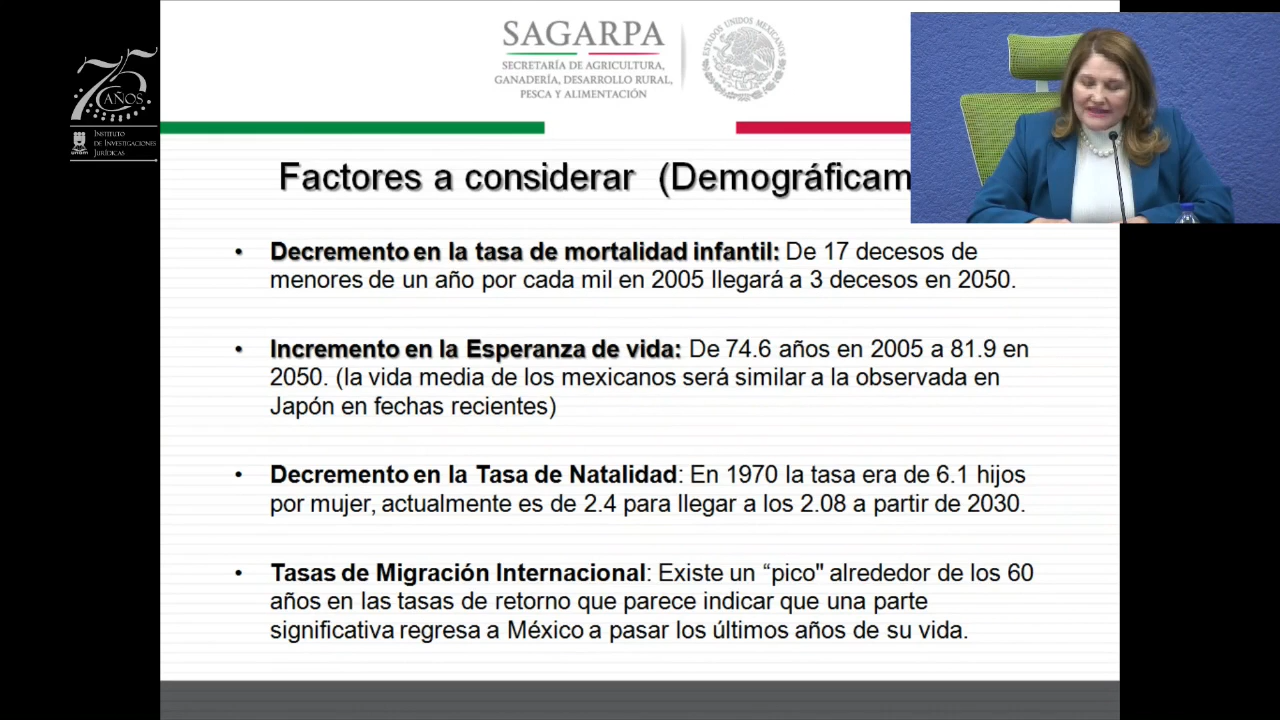 SAGARPA
SECRETARÍA DE AGRICULTURA,
GANADERÍA, DESARROLLO RURAL,
PESCA Y ALIMENTACIÓN
ESTADOS UNIDOS MEXICANOS
75
AÑOS
INSTITUTO
DE INVESTIGACIONES
JURÍDICAS
UNAM
Factores a considerar (Demográficam
• Decremento en la tasa de mortalidad infantil: De 17 decesos de
menores de un año por cada mil en 2005 llegará a 3 decesos en 2050.
• Incremento en la Esperanza de vida: De 74.6 años en 2005 a 81.9 en
2050. (la vida media de los mexicanos será similar a la observada en
Japón en fechas recientes)
• Decremento en la Tasa de Natalidad: En 1970 la tasa era de 6.1 hijos
por mujer, actualmente es de 2.4 para llegar a los 2.08 a partir de 2030.
• Tasas de Migración Internacional: Existe un “pico" alrededor de los 60
años en las tasas de retorno que parece indicar que una parte
significativa regresa a México a pasar los últimos años de su vida.